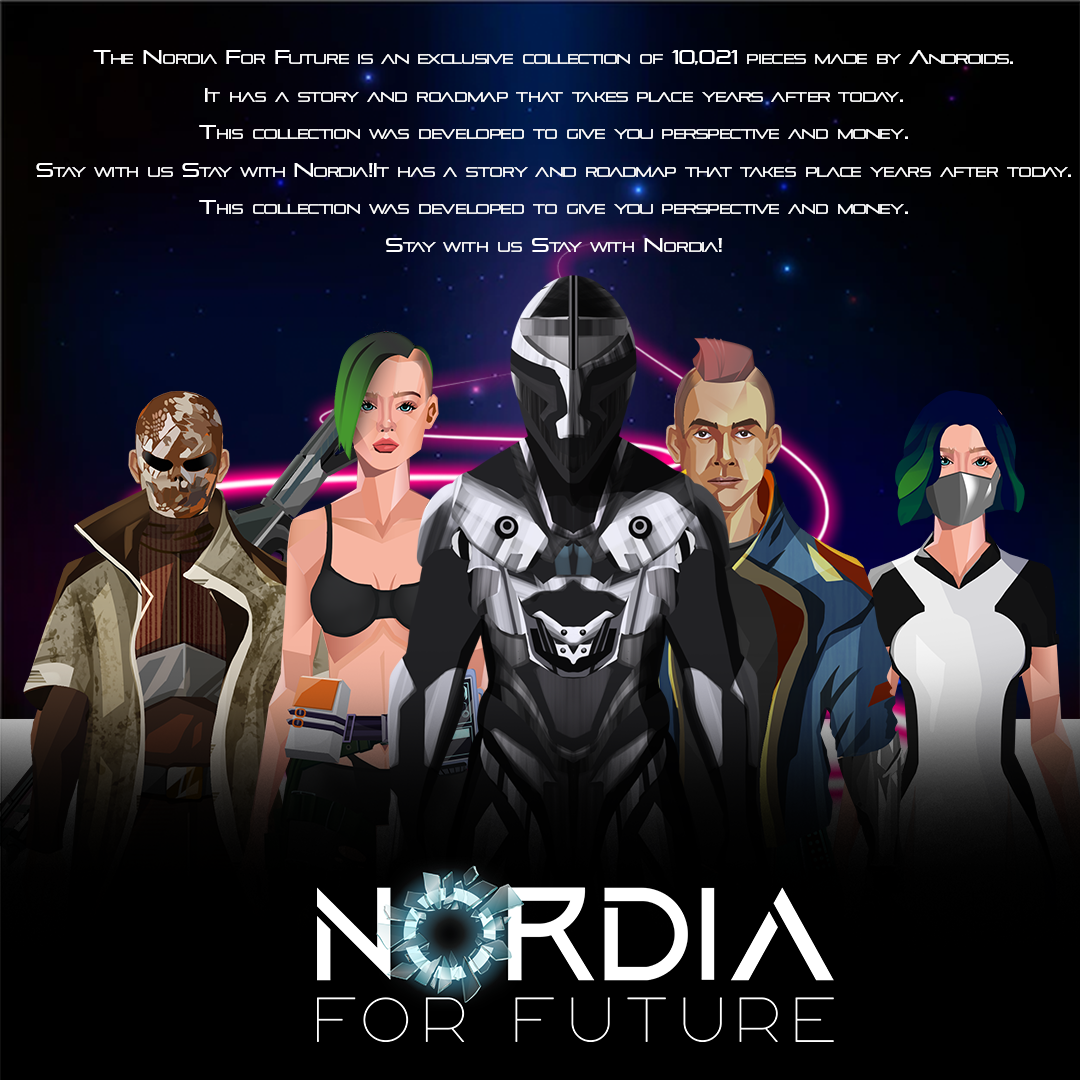 The Nordia For Future is an exclusive collection of 10,021 pieces made by Androids.
It has a story and roadmap that takes place years after today.
This collection was developed to give you perspective and money.
Stay with us Stay with Nordia!It has a story and roadmap that takes place years after today.
This collection was developed to give you perspective and money.
Stay with us Stay with Nordia!
NORDIA
FOR FUTURE